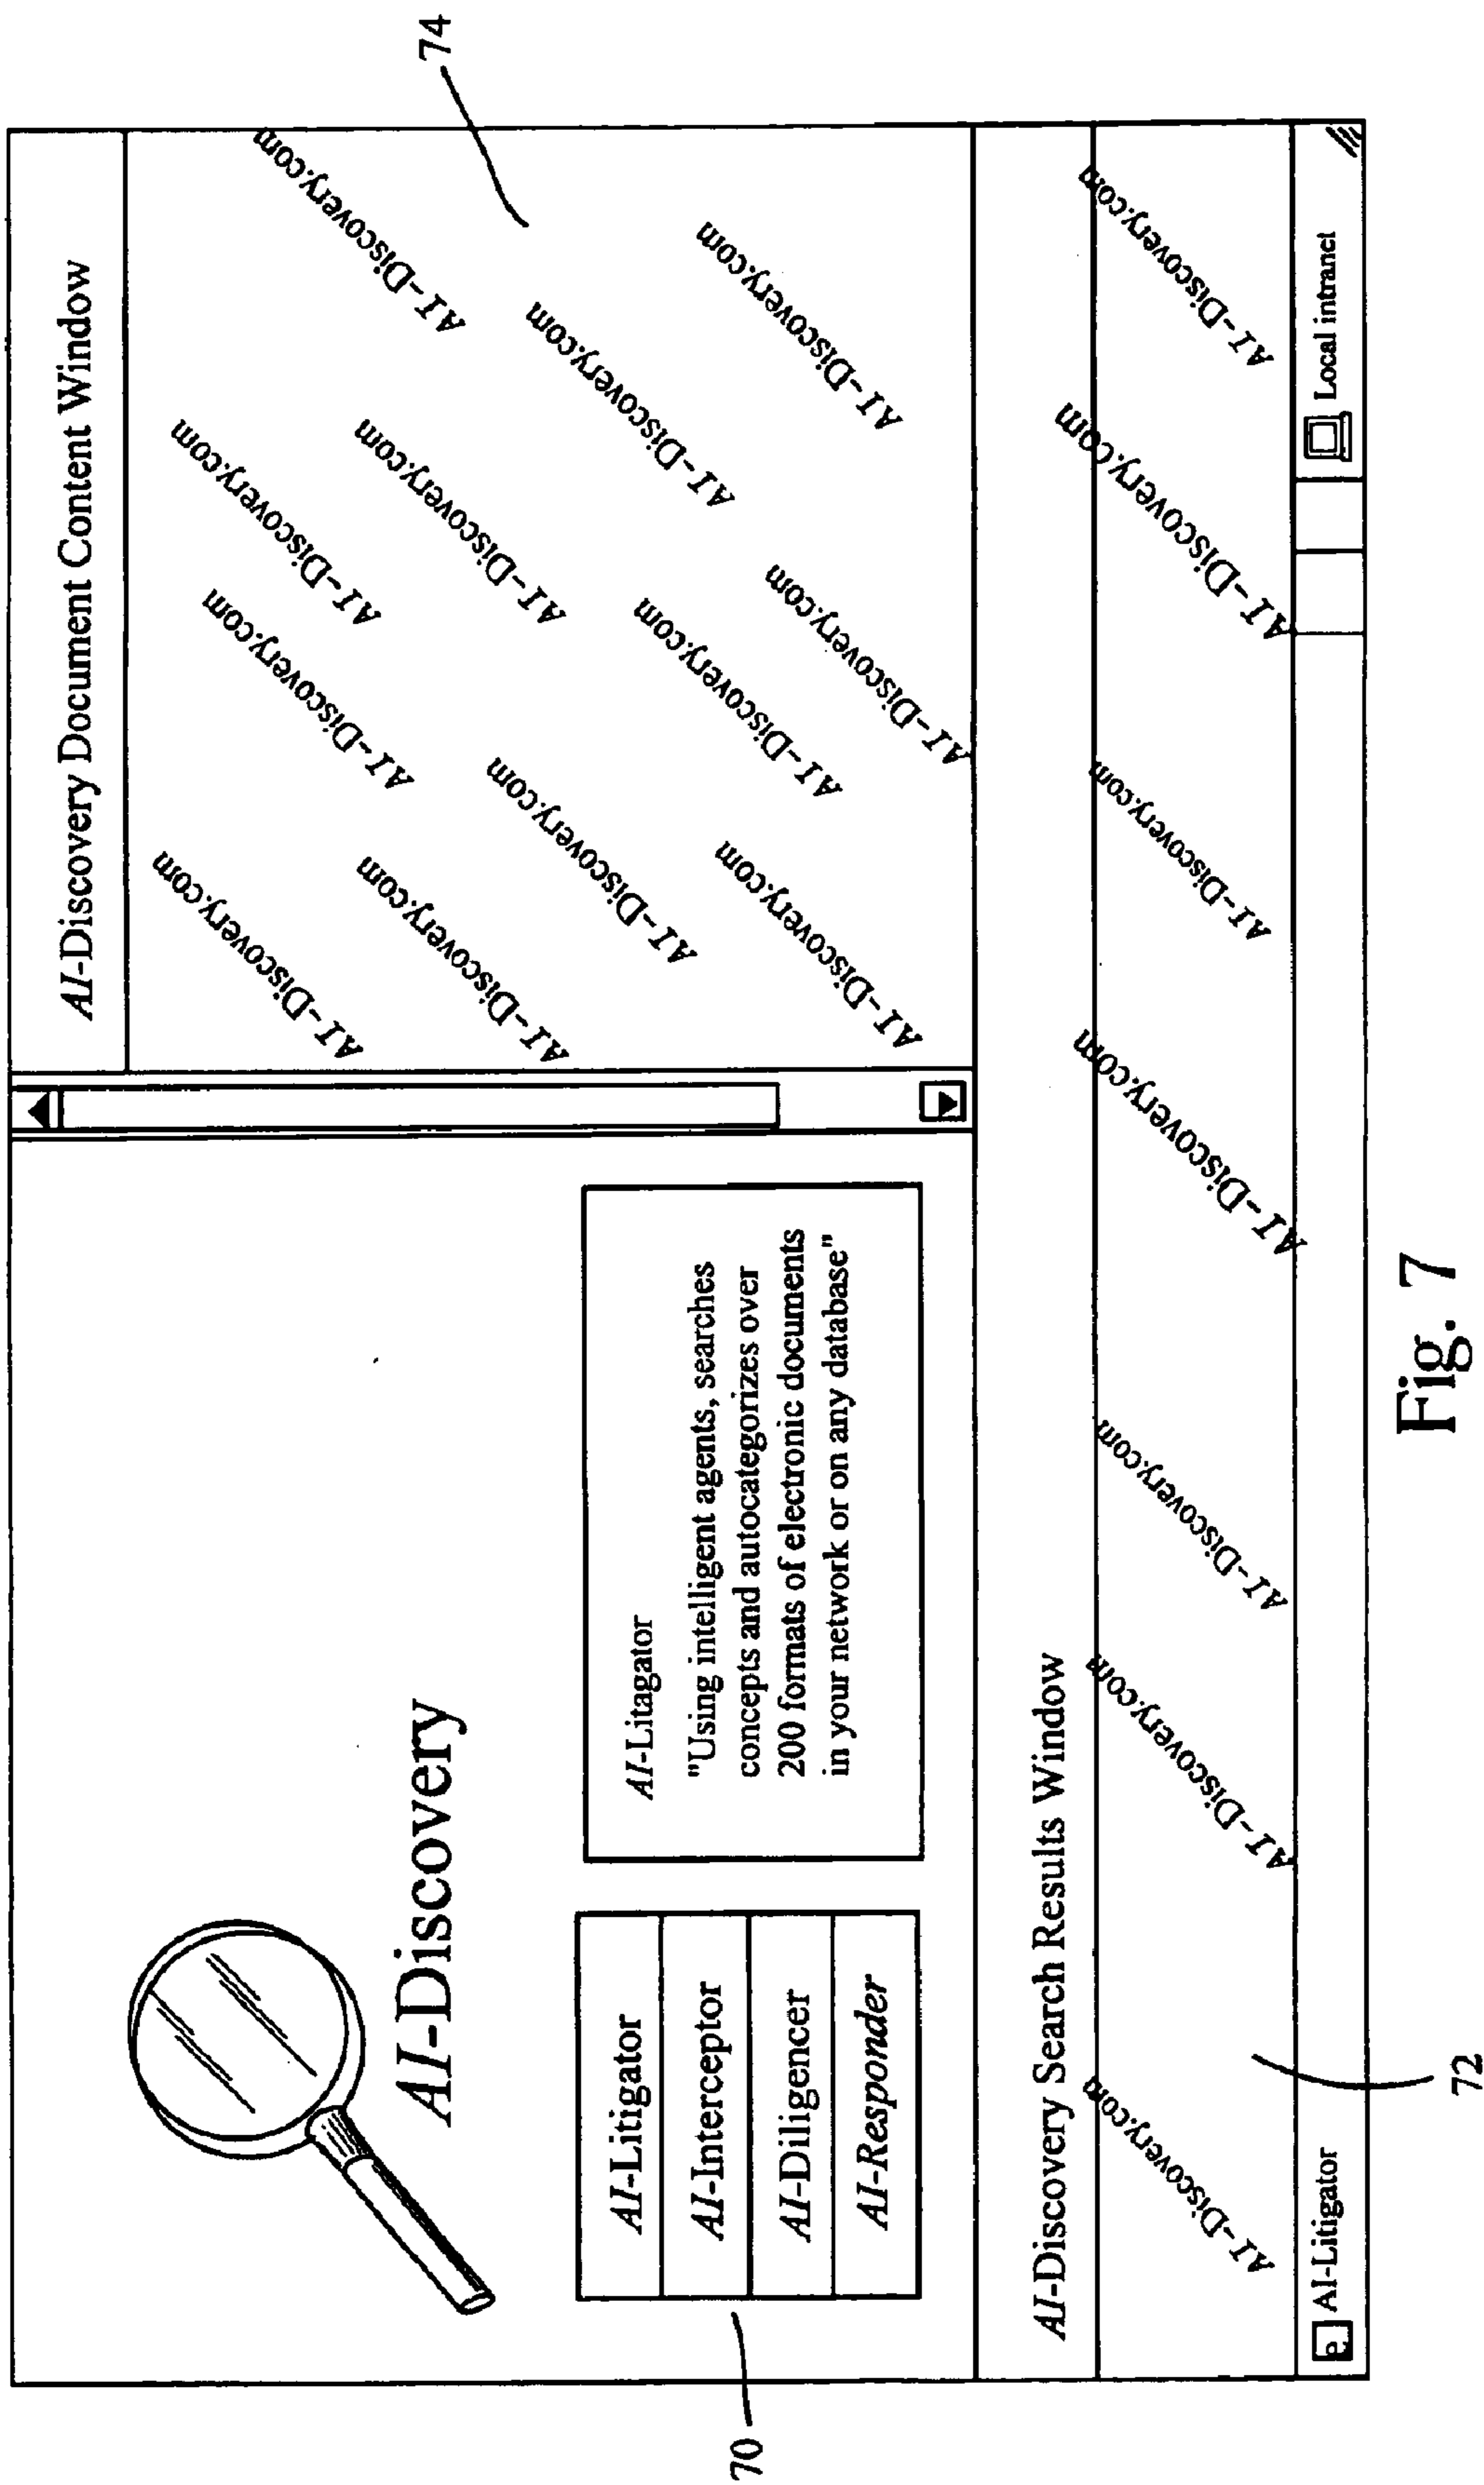 AI-Discovery
AI-Litigator
AI-Interceptor
AI-Diligencer
AI-Responder
AI-Litagator
"Using intelligent agents, searches
concepts and autocategorizes over
200 formats of electronic documents
in your network or on any database"
70
AI-Discovery Document Content Window
AI-Discovery.com
AI-Discovery.com
AI-Discovery.com
AI-Discovery.com
AI-Discovery.com
AI-Discovery.com
AI-Discovery.com
AI-Discovery.com
AI-Discovery.com
AI-Discovery.com
AI-Discovery.com
AI-Discovery.com
74
AI-Discovery Search Results Window
AI-Discovery.com
AI-Discovery.com
AI-Discovery.com
AI-Discovery.com
AI-Discovery.com
AI-Discovery.com
AI-Discovery.com
e AI-Litigator
Local intranet
72
Fig. 7